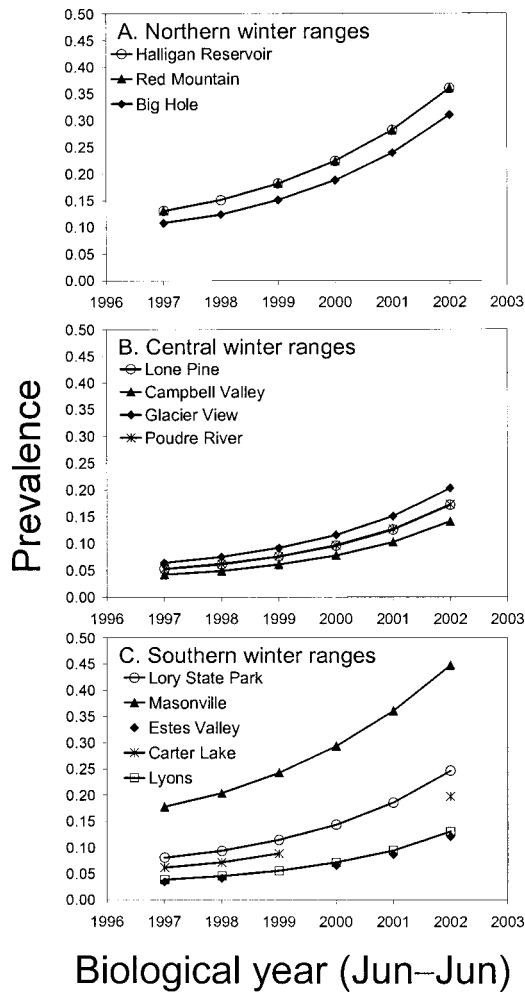 Prevalence
0.50
0.45
0.40
0.35
0.30
0.25
0.20
0.15
0.10
0.05
0.00
A. Northern winter ranges
Halligan Reservoir
Red Mountain
Big Hole
1996 1997 1998 1999 2000 2001 2002 2003
0.50
0.45
0.40
0.35
0.30
0.25
0.20
0.15
0.10
0.05
0.00
B. Central winter ranges
Lone Pine
Campbell Valley
Glacier View
Poudre River
1996 1997 1998 1999 2000 2001 2002 2003
0.50
0.45
0.40
0.35
0.30
0.25
0.20
0.15
0.10
0.05
0.00
C. Southern winter ranges
Lory State Park
Masonville
Estes Valley
Carter Lake
Lyons
1996 1997 1998 1999 2000 2001 2002 2003
Biological year (Jun–Jun)